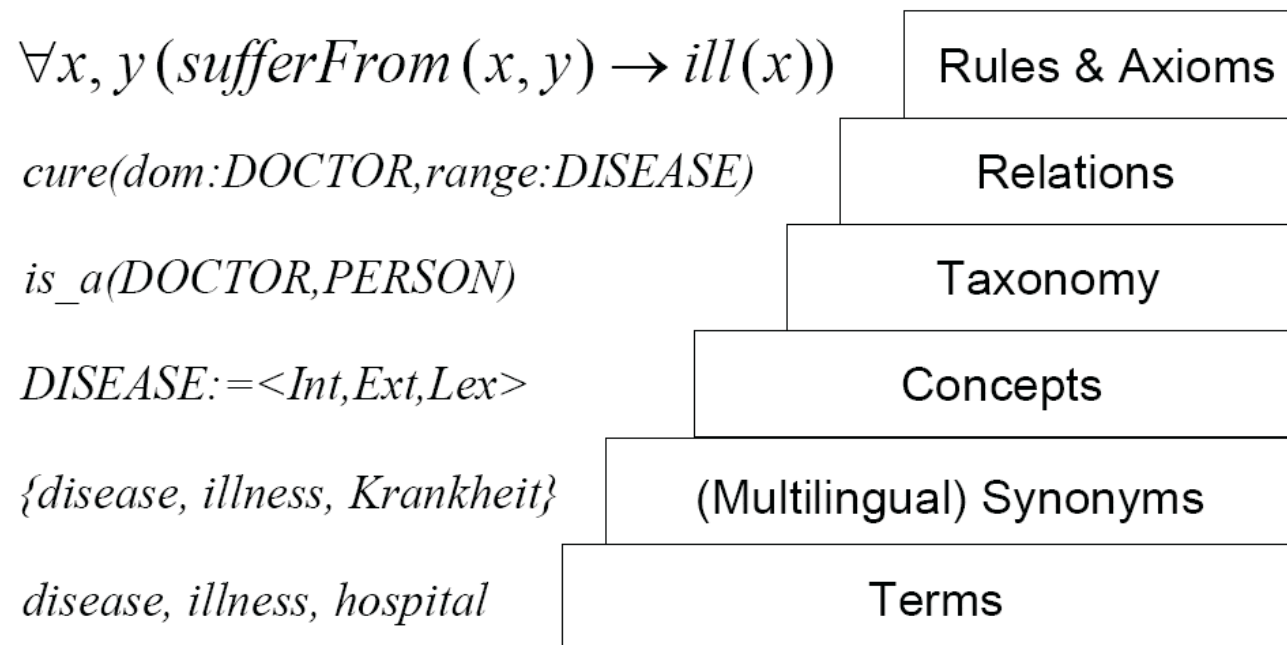 ∀x, y (sufferFrom (x, y) → ill(x)) Rules & Axioms
cure(dom:DOCTOR,range:DISEASE) Relations
is_a(DOCTOR,PERSON) Taxonomy
DISEASE:=<Int,Ext,Lex> Concepts
{disease, illness, Krankheit} (Multilingual) Synonyms
disease, illness, hospital Terms